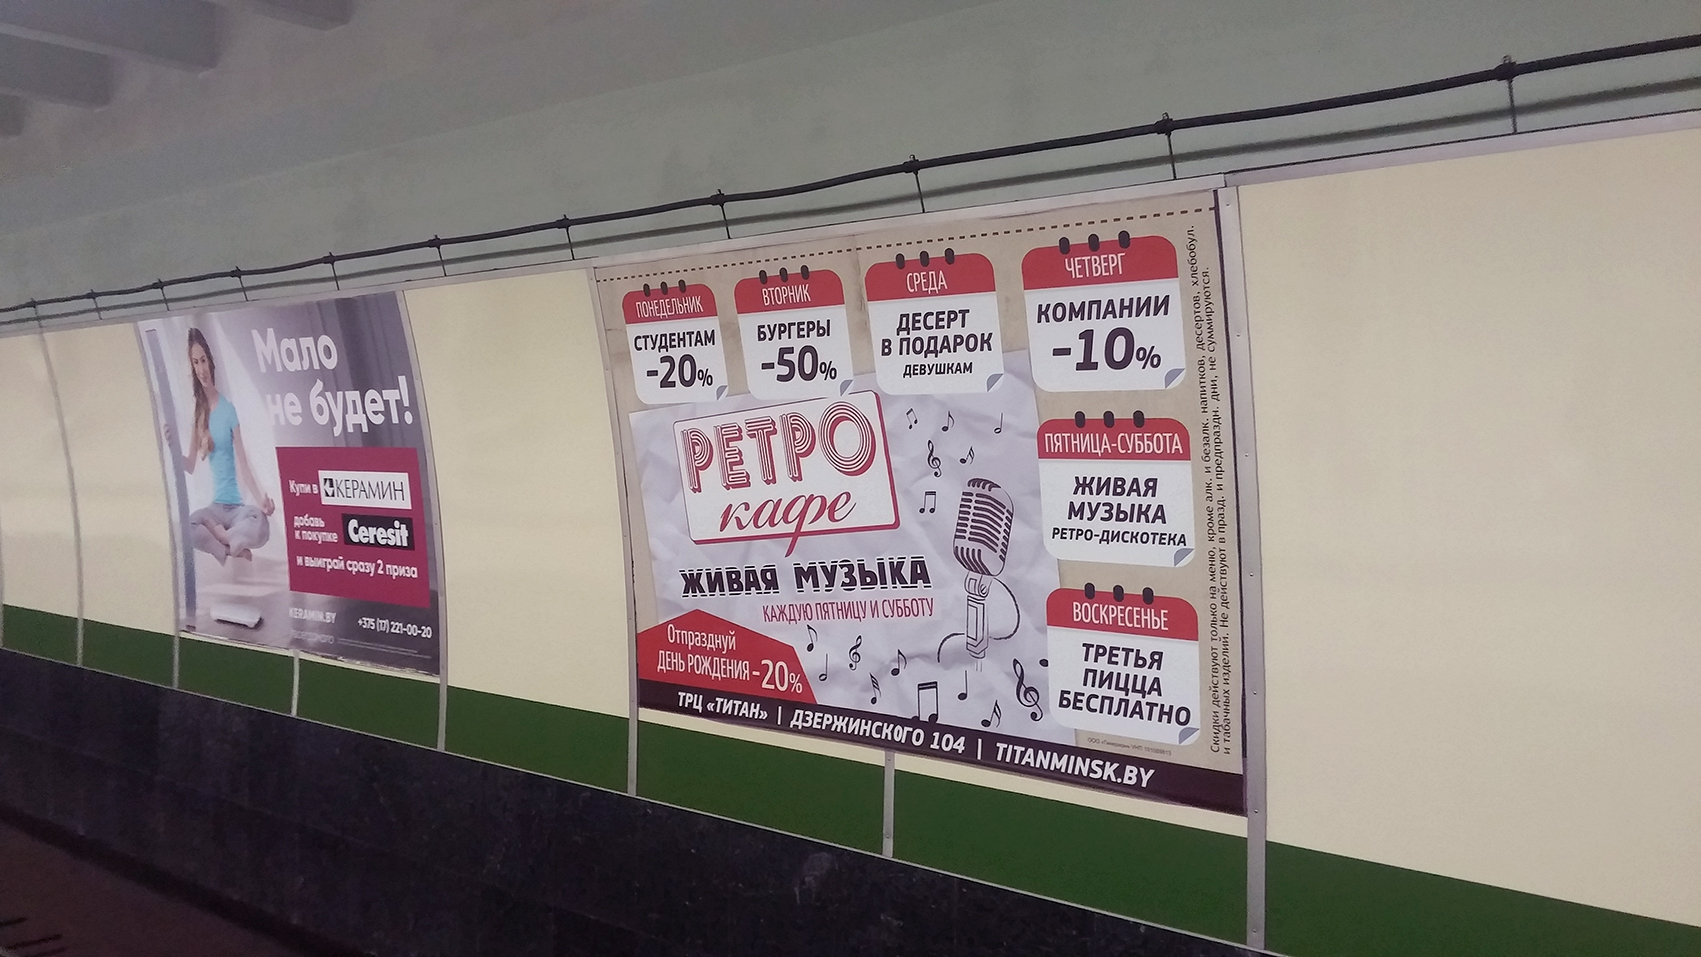 Мало
не будет!
Купи в КЕРАМИН
добавь
к покупке Ceresit
и выиграй сразу 2 приза
KERAMIN.BY
+375 (17) 221-00-20
ПОНЕДЕЛЬНИК
СТУДЕНТАМ
-20%
ВТОРНИК
БУРГЕРЫ
-50%
СРЕДА
ДЕСЕРТ
В ПОДАРОК
ДЕВУШКАМ
ЧЕТВЕРГ
КОМПАНИИ
-10%
ПЯТНИЦА-СУББОТА
ЖИВАЯ
МУЗЫКА
РЕТРО-ДИСКОТЕКА
ВОСКРЕСЕНЬЕ
ТРЕТЬЯ
ПИЦЦА
БЕСПЛАТНО
РЕТРО
кафе
ЖИВАЯ МУЗЫКА
КАЖДУЮ ПЯТНИЦУ И СУББОТУ
Отпразднуй
ДЕНЬ РОЖДЕНИЯ -20%
ТРЦ «ТИТАН» | ДЗЕРЖИНСКОГО 104 | TITANMINSK.BY
Скидки действуют только на меню, кроме алк. и безалк. напитков, десертов, хлебобул.
и табачных изделий. Не действуют в празд. и предпраздн. дни, не суммируются.